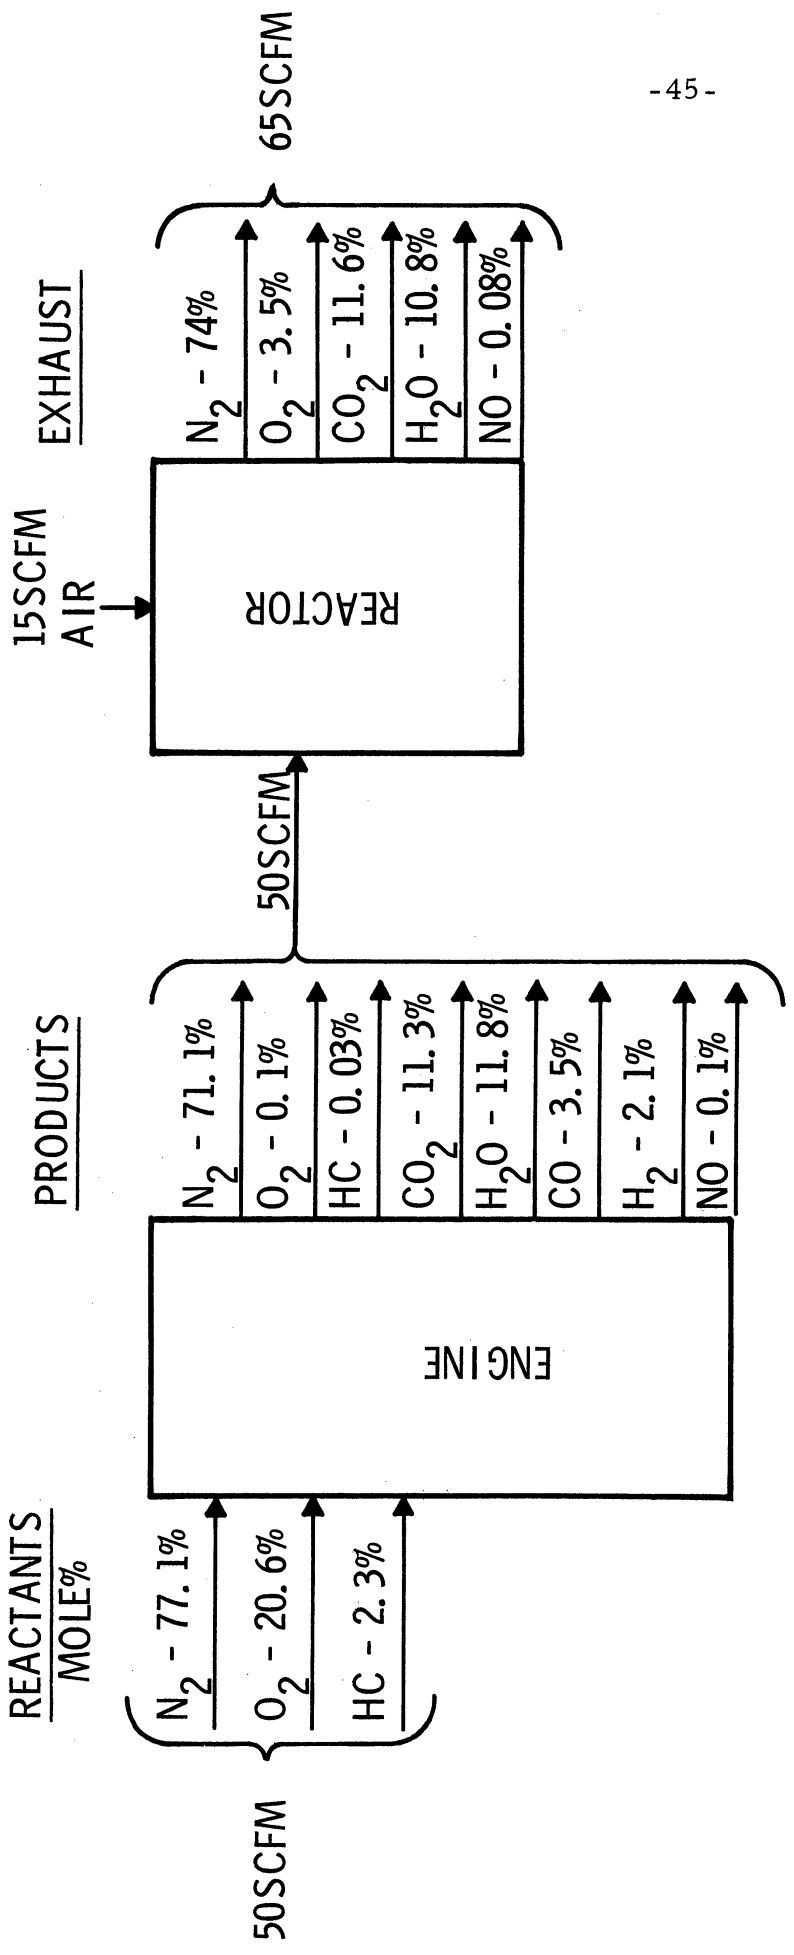 -45-
REACTANTS
MOLE%
50SCFM
N2 - 77.1%
O2 - 20.6%
HC - 2.3%
ENGINE
PRODUCTS
N2 - 71.1%
O2 - 0.1%
HC - 0.03%
CO2 - 11.3%
H2O - 11.8%
CO - 3.5%
H2 - 2.1%
NO - 0.1%
50SCFM
15SCFM
AIR
REACTOR
EXHAUST
N2 - 74%
O2 - 3.5%
CO2 - 11.6%
H2O - 10.8%
NO - 0.08%
65SCFM